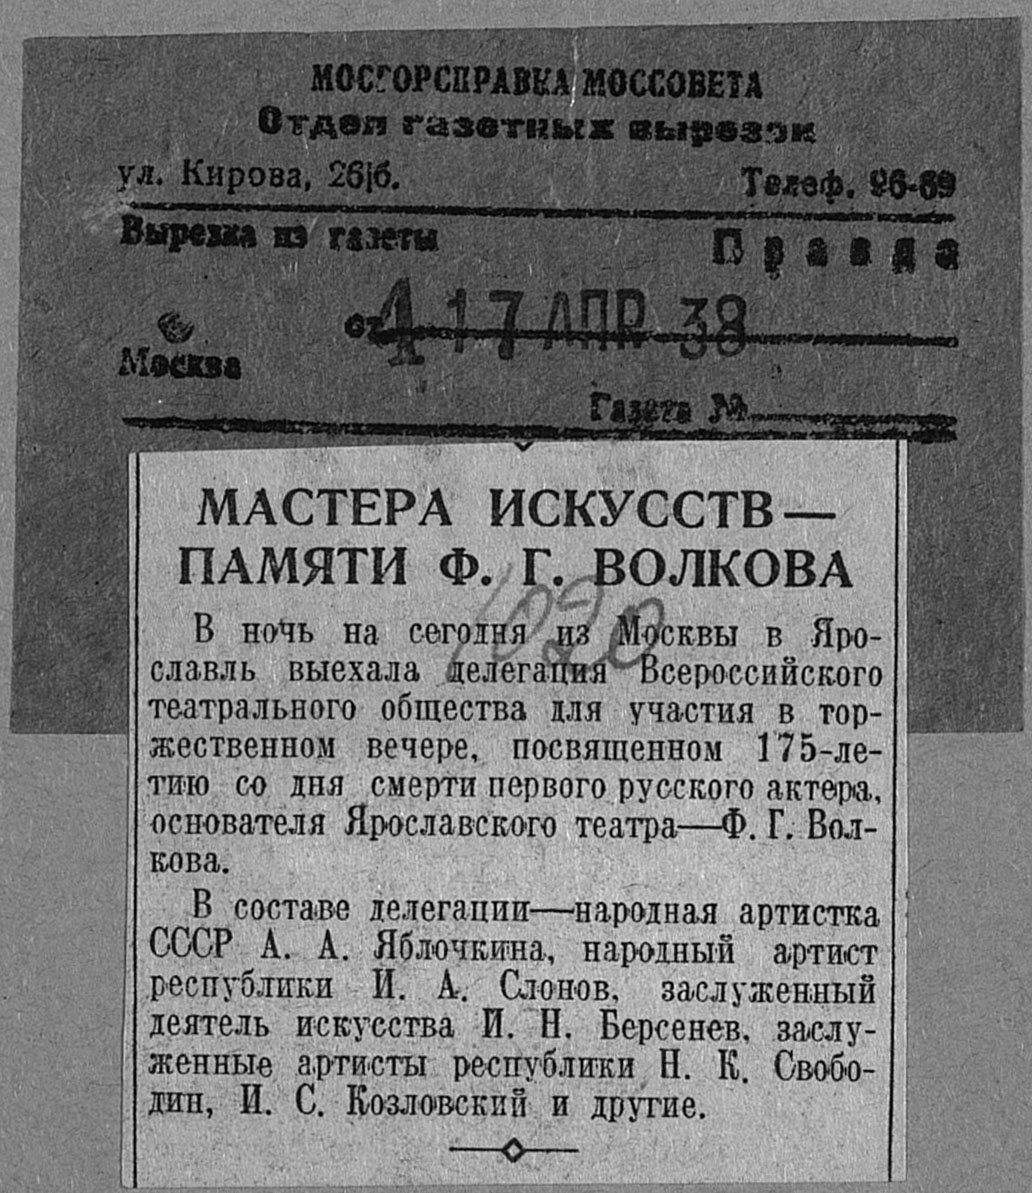 МОСГОРСПРАВКА МОССОВЕТА
Отдел газетных вырезок
ул. Кирова, 26|б.
Телеф. 96-69
Вырезка из газеты
Правда
от 17 АПР 38
Москва
Газета №
МАСТЕРА ИСКУССТВ —
ПАМЯТИ Ф. Г. ВОЛКОВА
1020
В ночь на сегодня из Москвы в Яро-
славль выехала делегация Всероссийского
театрального общества для участия в тор-
жественном вечере, посвященном 175-ле-
тию со дня смерти первого русского актера,
основателя Ярославского театра—Ф. Г. Вол-
кова.
В составе делегации—народная артистка
СССР А. А. Яблочкина, народный артист
республики И. А. Слонов, заслуженный
деятель искусства И. Н. Берсенев, заслу-
женные артисты республики Н. К. Свобо-
дин, И. С. Козловский и другие.